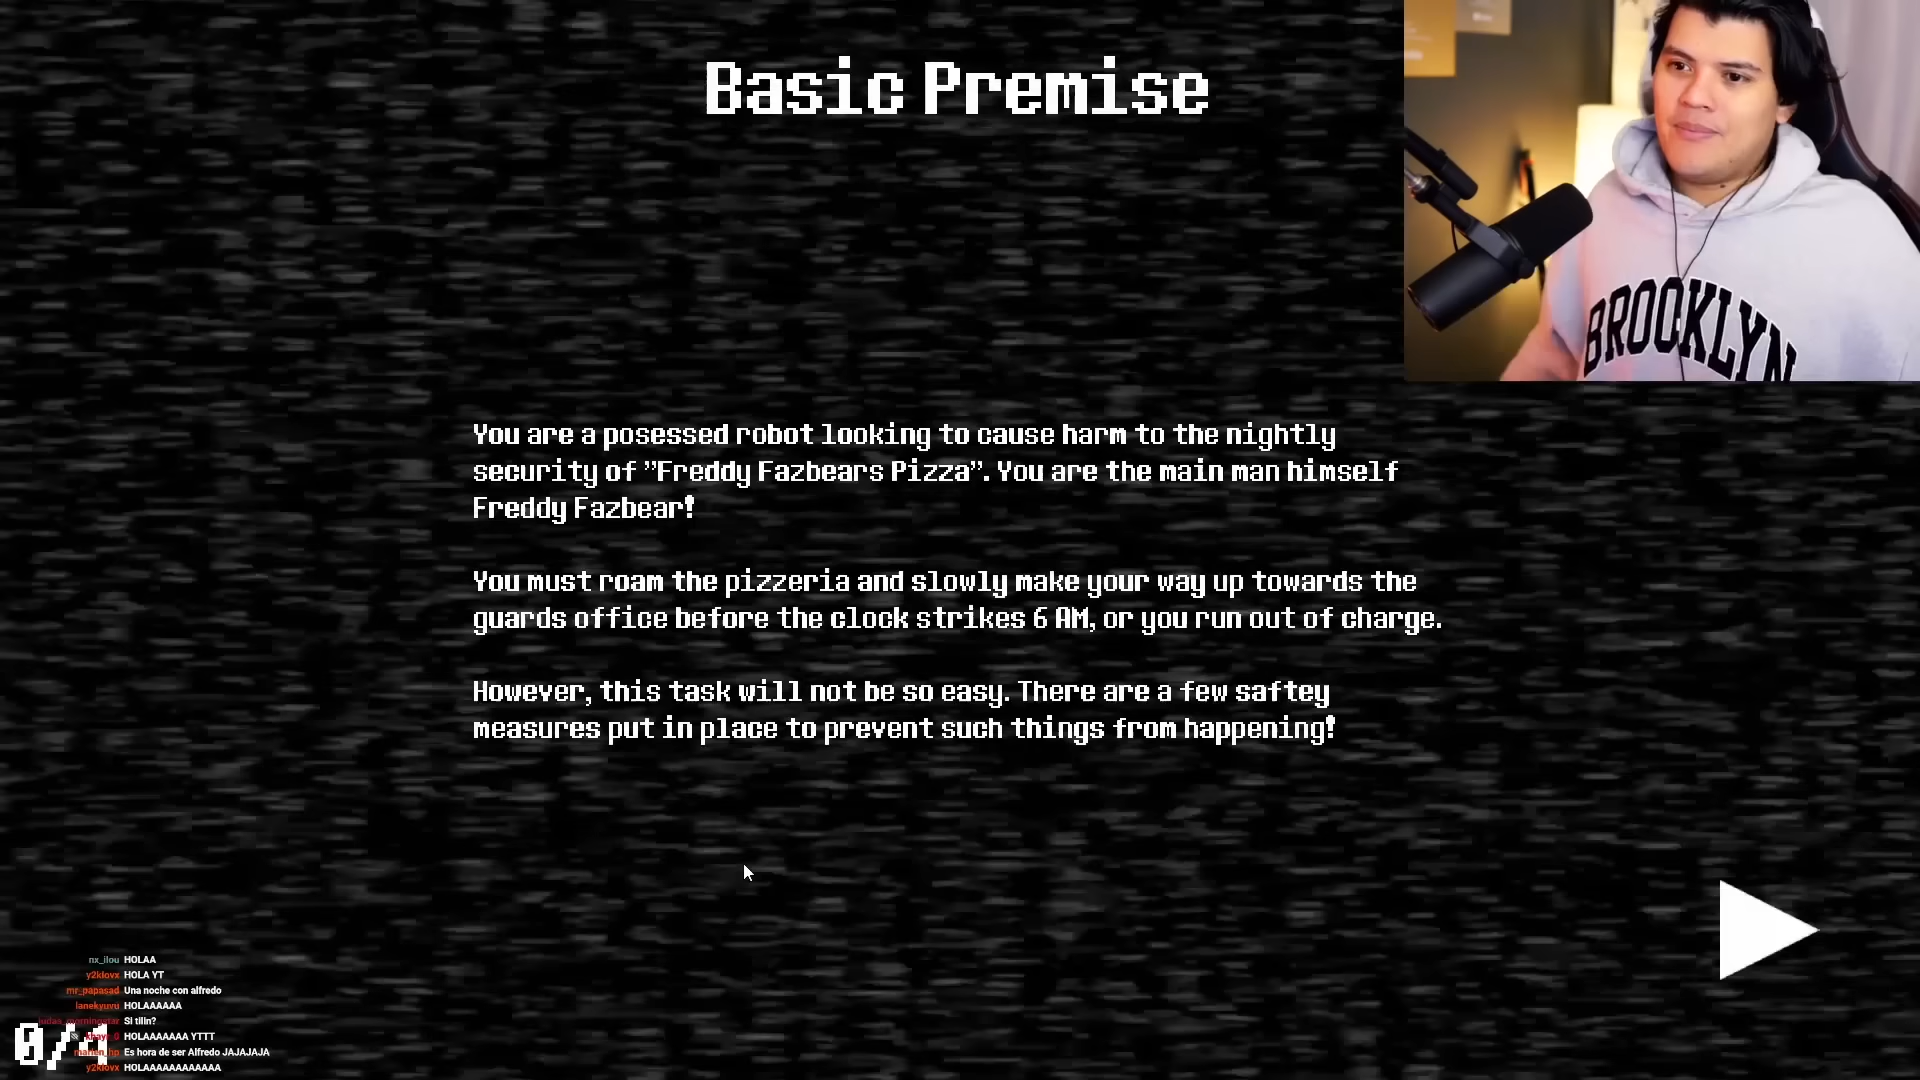 Basic Premise
BROOKLYN
You are a posessed robot looking to cause harm to the nightly
security of "Freddy Fazbears Pizza". You are the main man himself
Freddy Fazbear!
You must roam the pizzeria and slowly make your way up towards the
guards office before the clock strikes 6 AM, or you run out of charge.
However, this task will not be so easy. There are a few saftey
measures put in place to prevent such things from happening!
nx_ilou HOLAA
y2klovx HOLA YT
mr_papasad Una noche con alfredo
lanekyuvu HOLAAAAAA
Si tilin?
HOLAAAAAAA YTTT
Es hora de ser Alfredo JAJAJAJA
y2klovx HOLAAAAAAAAAAAA
0/4